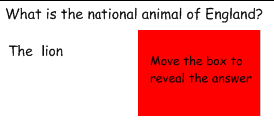 What is the national animal of England?
The lion
Move the box to
reveal the answer